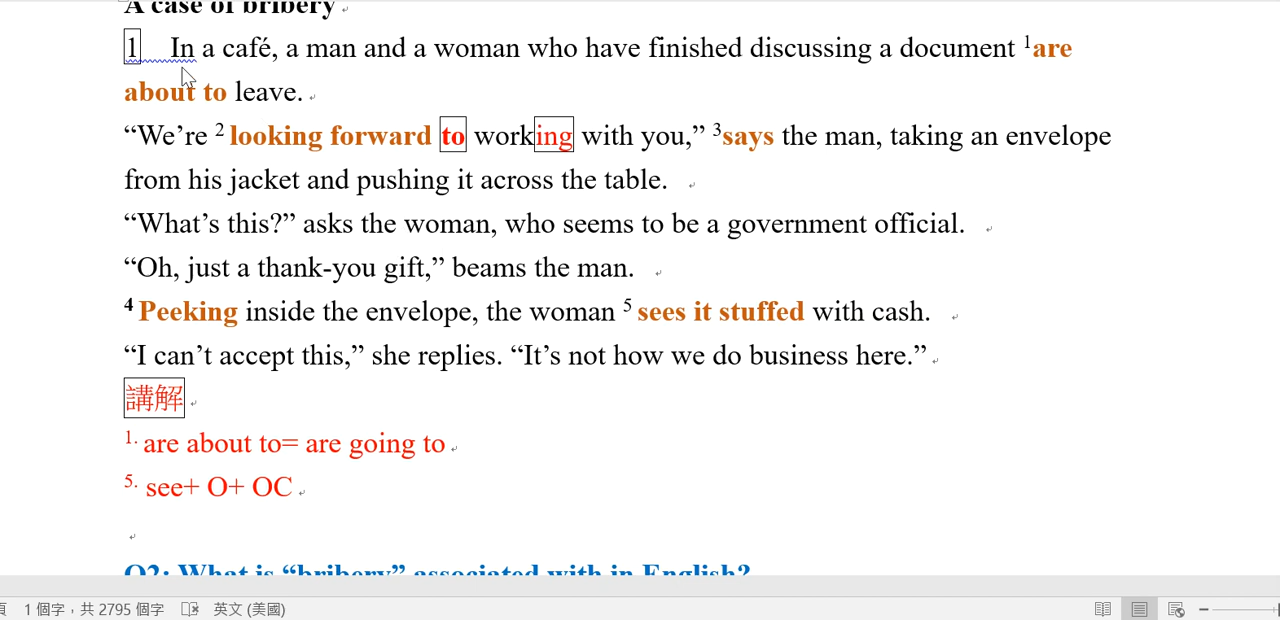 A case of bribery
1 In a café, a man and a woman who have finished discussing a document 1are
about to leave.
“We’re 2 looking forward to working with you,” 3says the man, taking an envelope
from his jacket and pushing it across the table.
“What’s this?” asks the woman, who seems to be a government official.
“Oh, just a thank-you gift,” beams the man.
4 Peeking inside the envelope, the woman 5 sees it stuffed with cash.
“I can’t accept this,” she replies. “It’s not how we do business here.”
講解
1. are about to= are going to
5. see+ O+ OC
Q2: What is “bribery” associated with in English?
頁 1 個字，共 2795 個字 英文 (美國)